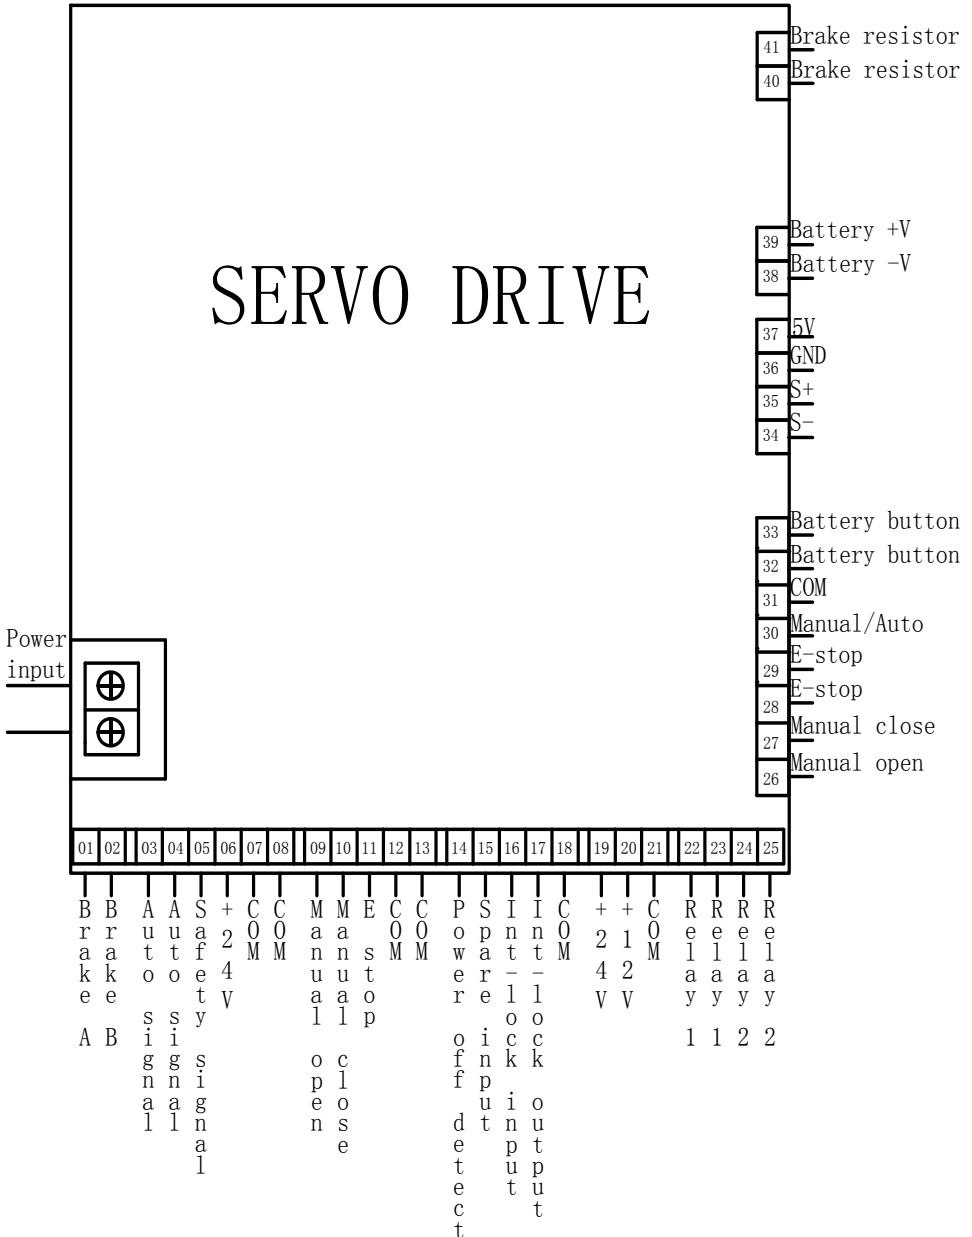 41 Brake resistor
40 Brake resistor
39 Battery +V
38 Battery -V
SERVO DRIVE
37 5V
36 GND
35 S+
34 S-
33 Battery button
32 Battery button
31 COM
30 Manual/Auto
29 E-stop
28 E-stop
27 Manual close
26 Manual open
Power
input
01 02 03 04 05 06 07 08 09 10 11 12 13 14 15 16 17 18 19 20 21 22 23 24 25
Brake A
Brake B
Auto signal
Auto signal
Safety signal
+24V
COM
COM
Manual open
Manual close
E stop
COM
COM
Power off detect
Spare input
Int-lock input
Int-lock output
COM
+24V
+12V
COM
Relay 1
Relay 1
Relay 2
Relay 2